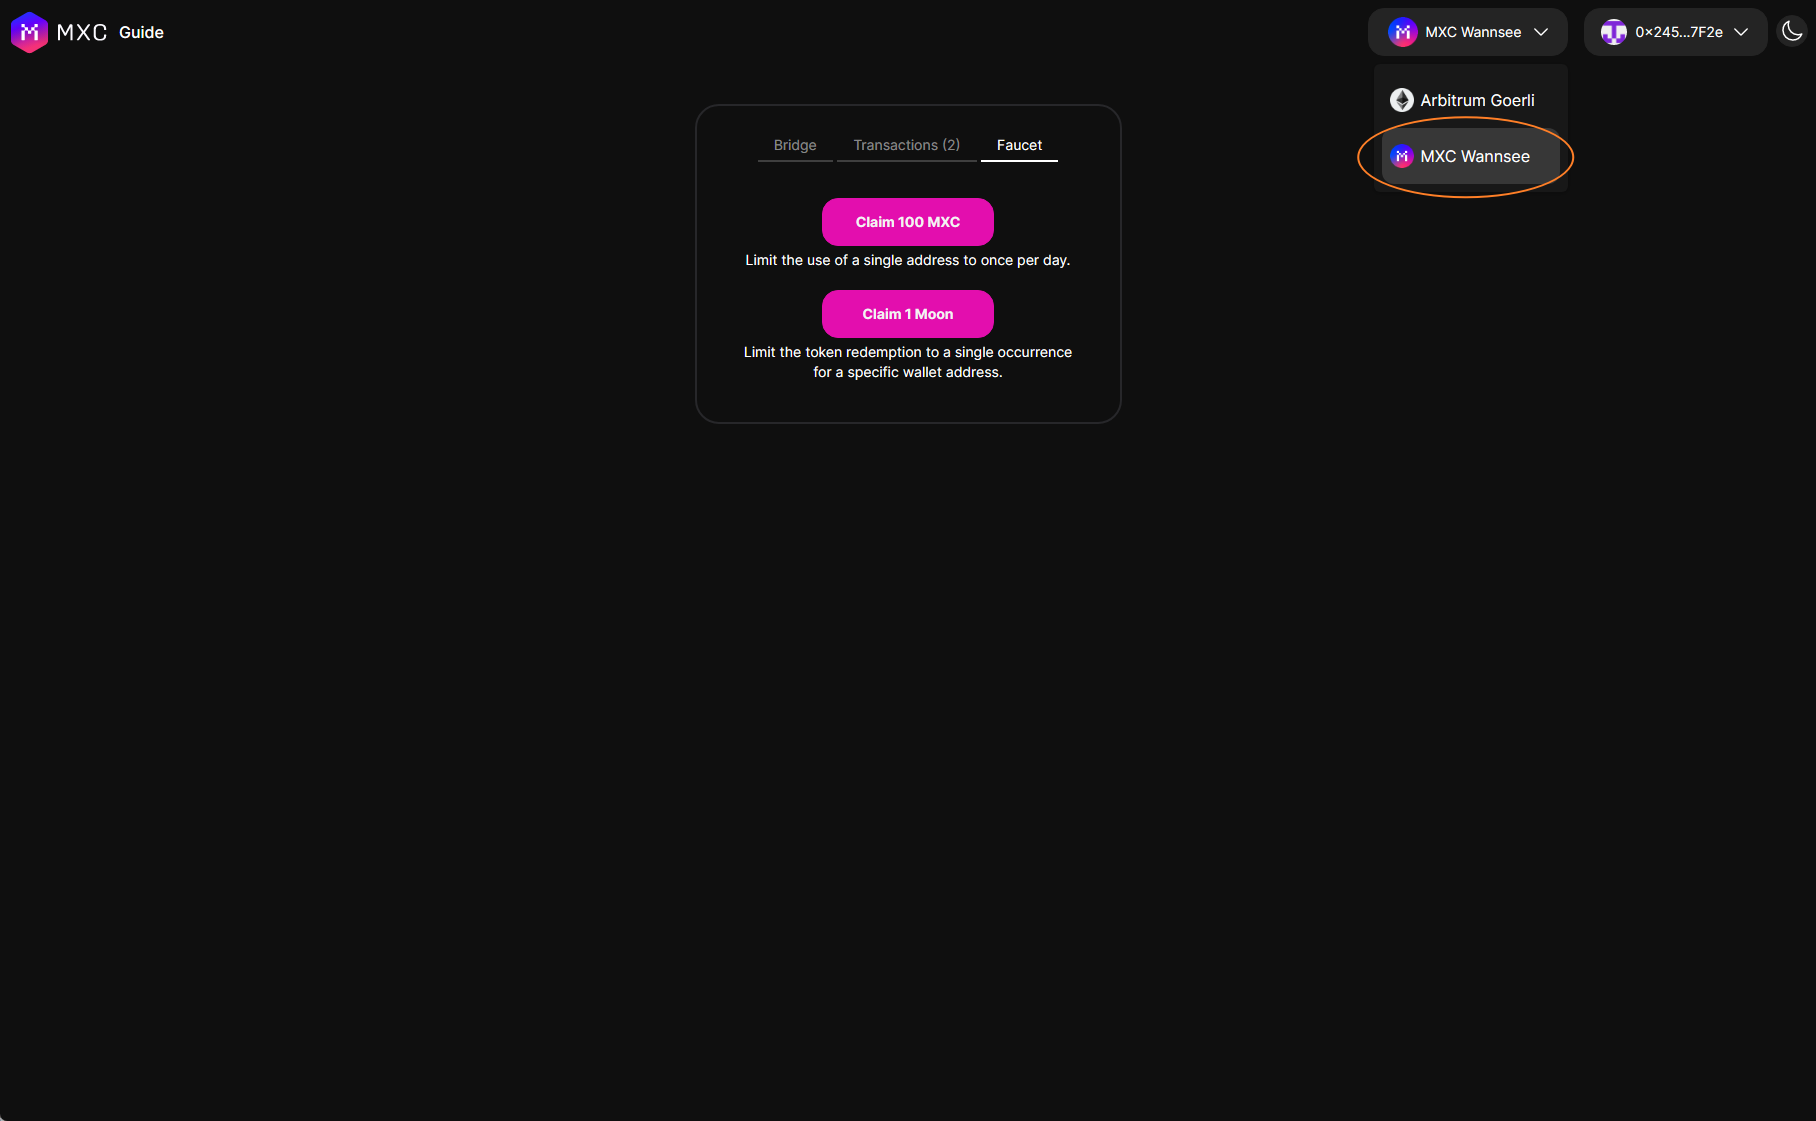 MXC Guide
MXC Wannsee
0×245...7F2e
Arbitrum Goerli
MXC Wannsee
Bridge
Transactions (2)
Faucet
Claim 100 MXC
Limit the use of a single address to once per day.
Claim 1 Moon
Limit the token redemption to a single occurrence
for a specific wallet address.